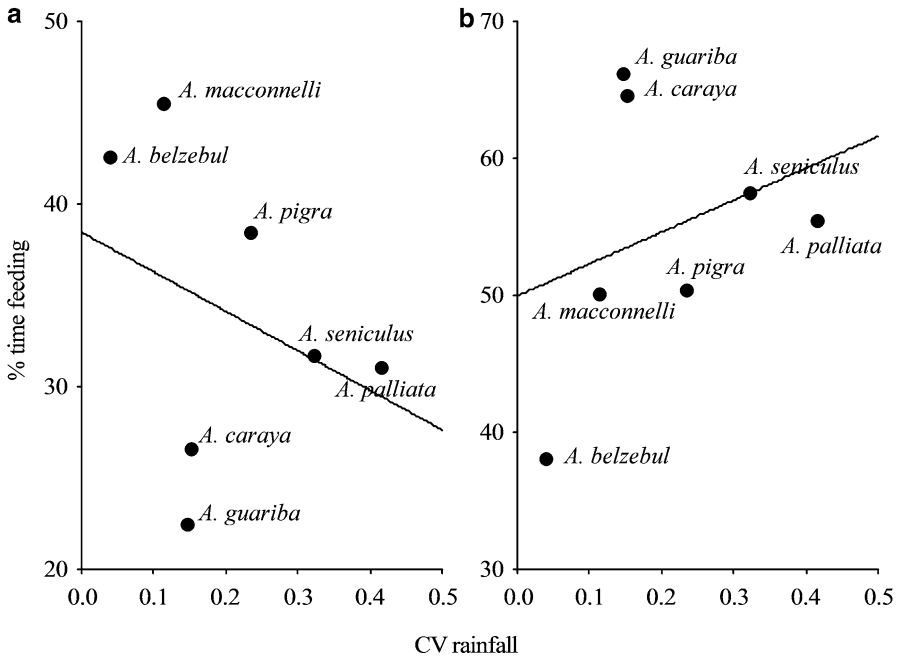 a
50
40
30
20
0.0 0.1 0.2 0.3 0.4 0.5
% time feeding
A. macconnelli
A. belzebul
A. pigra
A. seniculus
A. palliata
A. caraya
A. guariba
b
70
60
50
40
30
0.0 0.1 0.2 0.3 0.4 0.5
A. guariba
A. caraya
A. seniculus
A. palliata
A. pigra
A. macconnelli
A. belzebul
CV rainfall